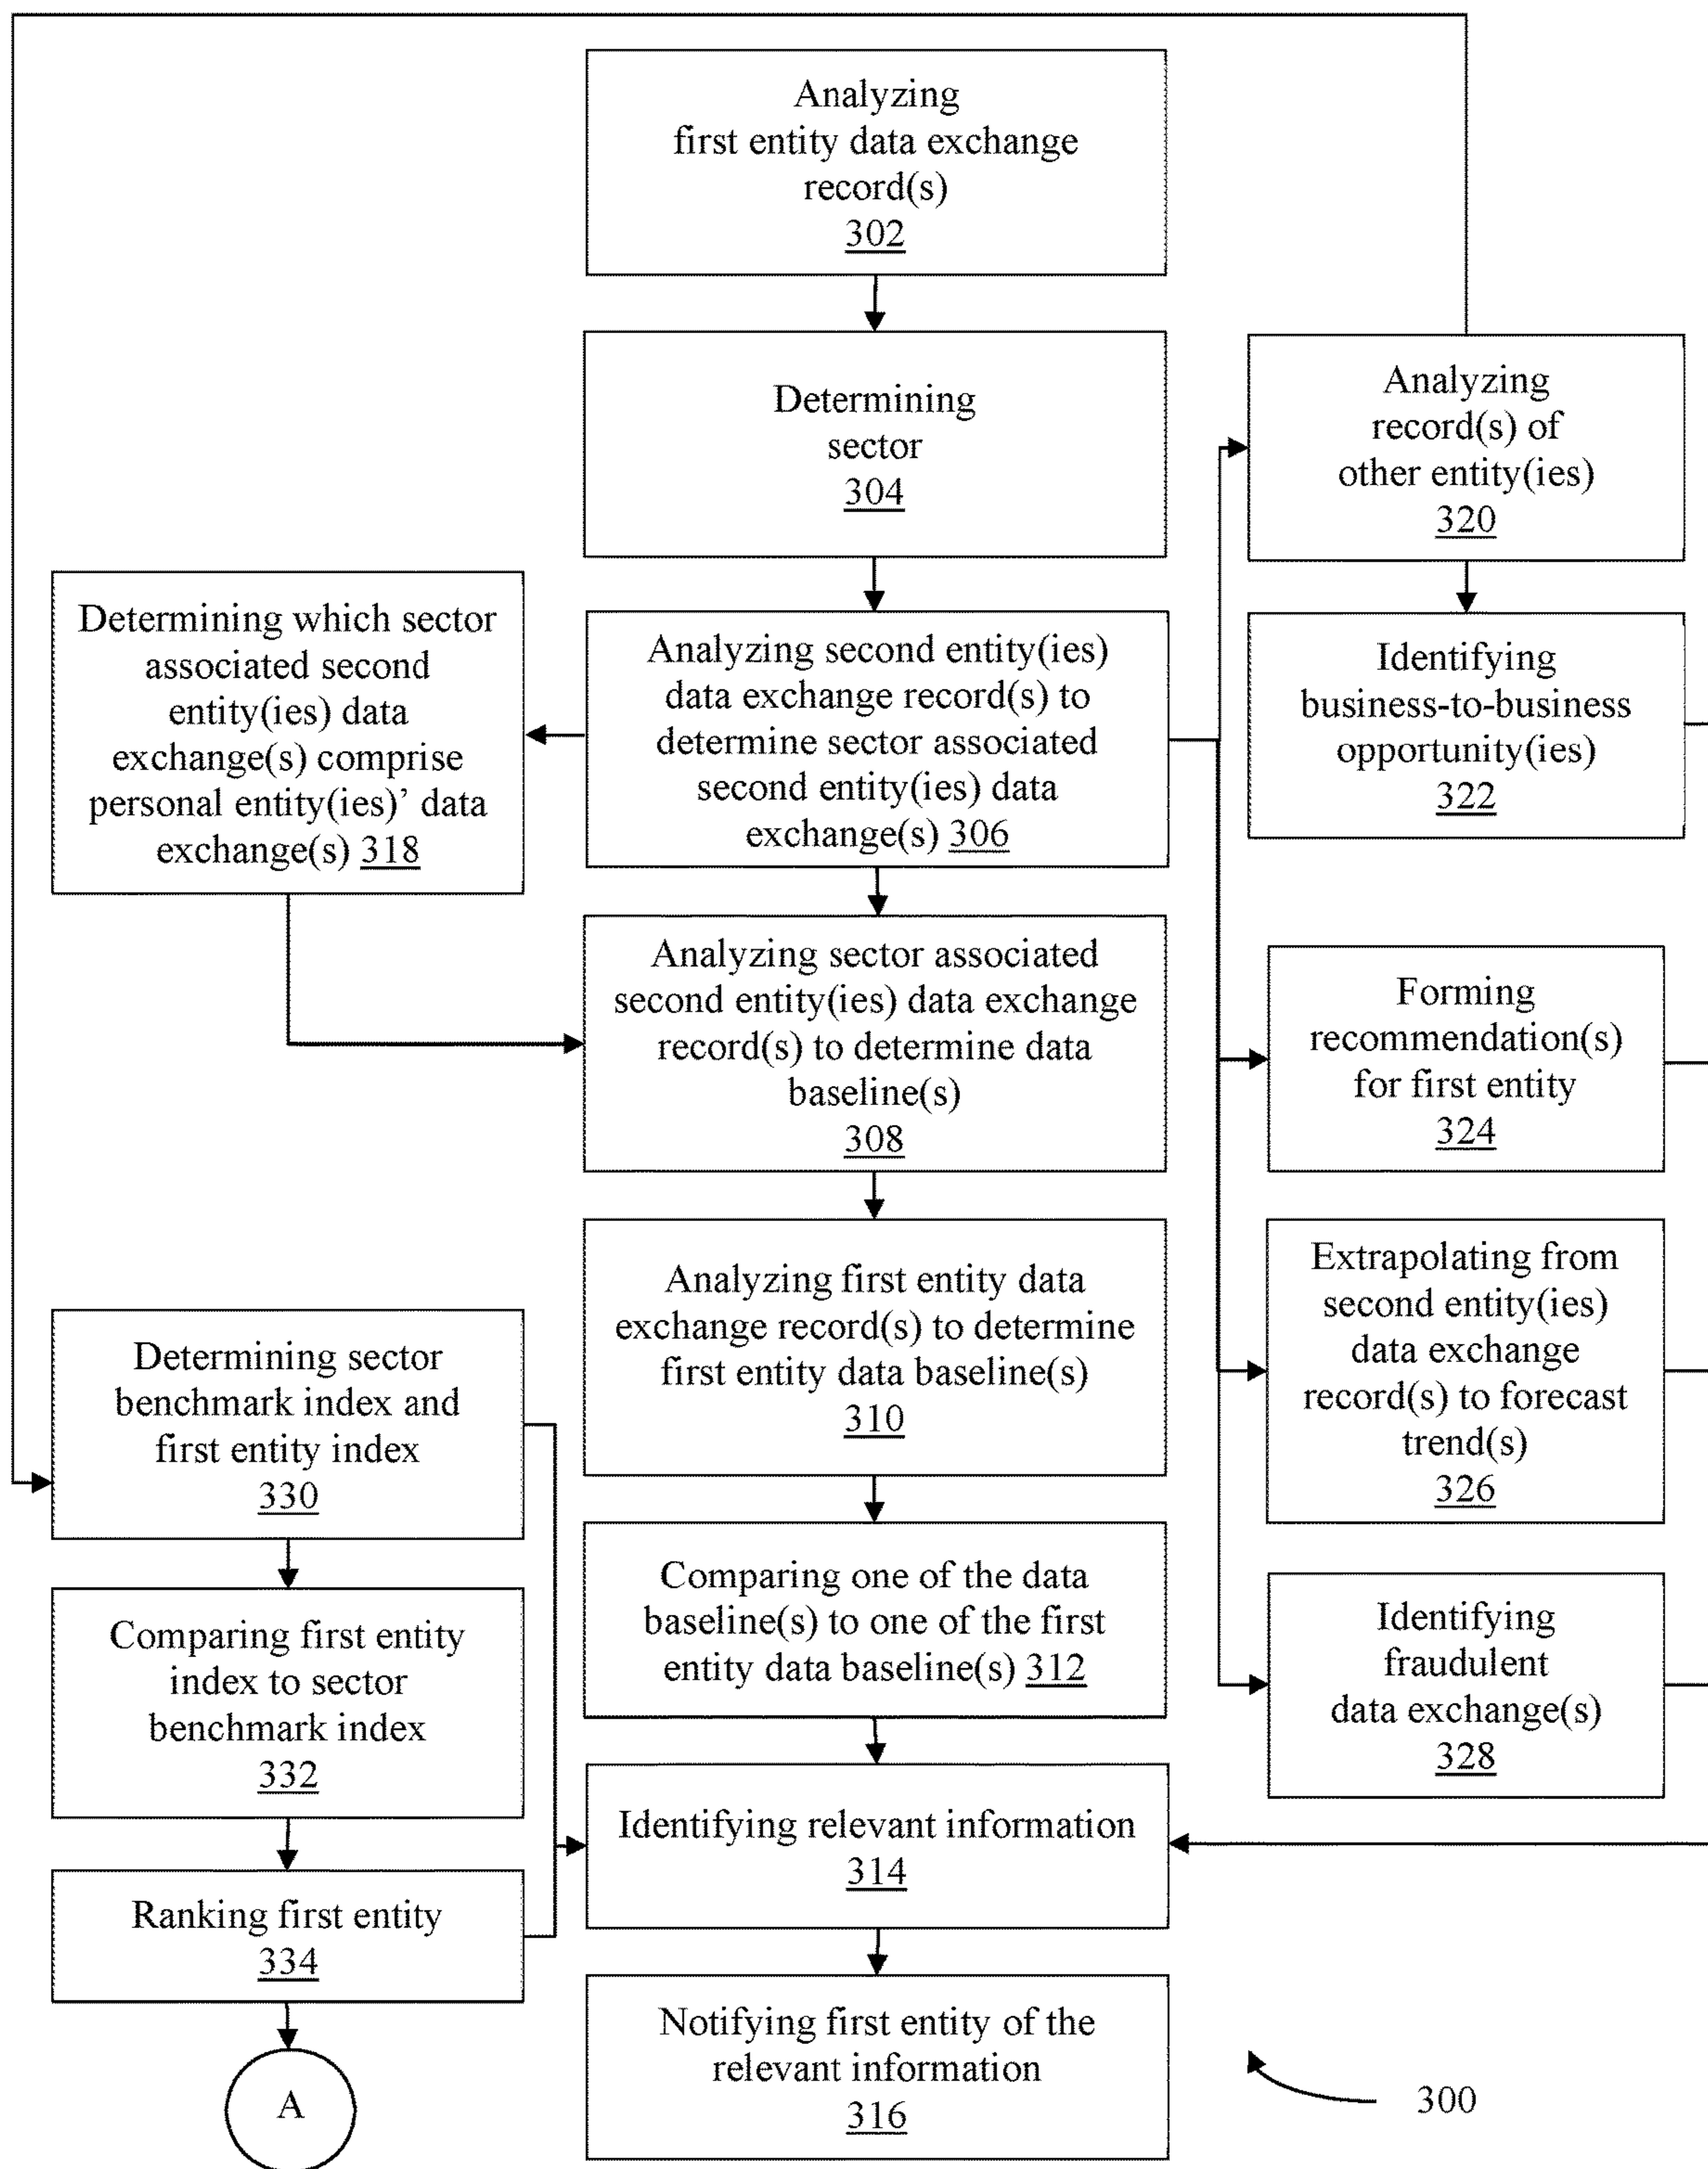 Analyzing
first entity data exchange
record(s)
302
Determining
sector
304
Analyzing
record(s) of
other entity(ies)
320
Determining which sector
associated second
entity(ies) data
exchange(s) comprise
personal entity(ies)’ data
exchange(s) 318
Analyzing second entity(ies)
data exchange record(s) to
determine sector associated
second entity(ies) data
exchange(s) 306
Identifying
business-to-business
opportunity(ies)
322
Analyzing sector associated
second entity(ies) data exchange
record(s) to determine data
baseline(s)
308
Forming
recommendation(s)
for first entity
324
Analyzing first entity data
exchange record(s) to determine
first entity data baseline(s)
310
Extrapolating from
second entity(ies)
data exchange
record(s) to forecast
trend(s)
326
Determining sector
benchmark index and
first entity index
330
Comparing one of the data
baseline(s) to one of the first
entity data baseline(s) 312
Identifying
fraudulent
data exchange(s)
328
Comparing first entity
index to sector
benchmark index
332
Identifying relevant information
314
Ranking first entity
334
Notifying first entity of the
relevant information
316
A
300